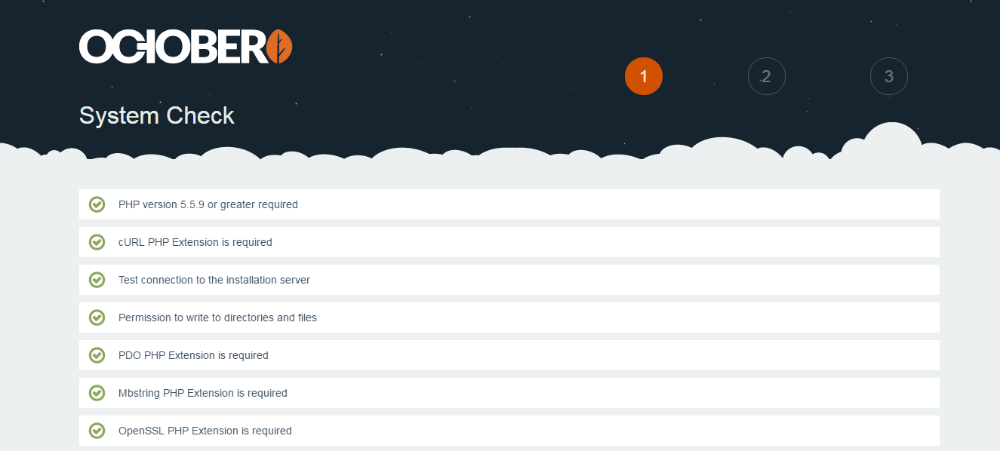 OCTOBER
1
2
3
System Check
PHP version 5.5.9 or greater required
cURL PHP Extension is required
Test connection to the installation server
Permission to write to directories and files
PDO PHP Extension is required
Mbstring PHP Extension is required
OpenSSL PHP Extension is required